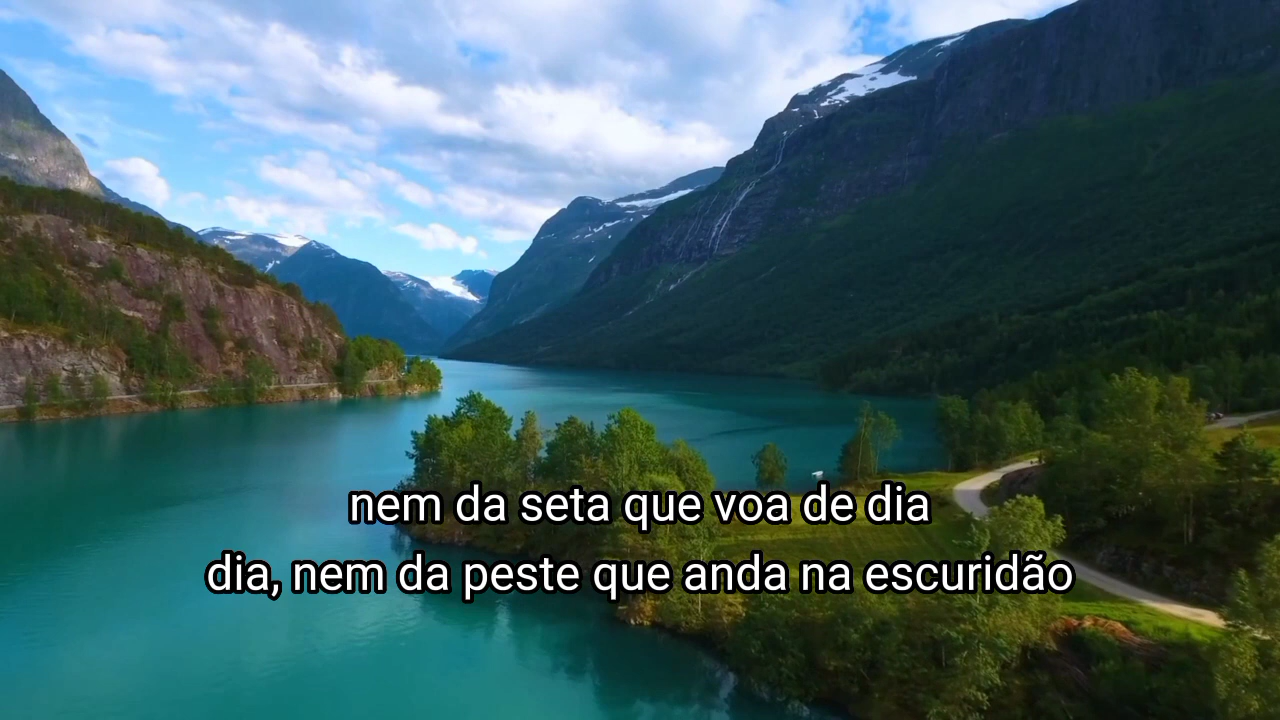 nem da seta que voa de dia
dia, nem da peste que anda na escuridão